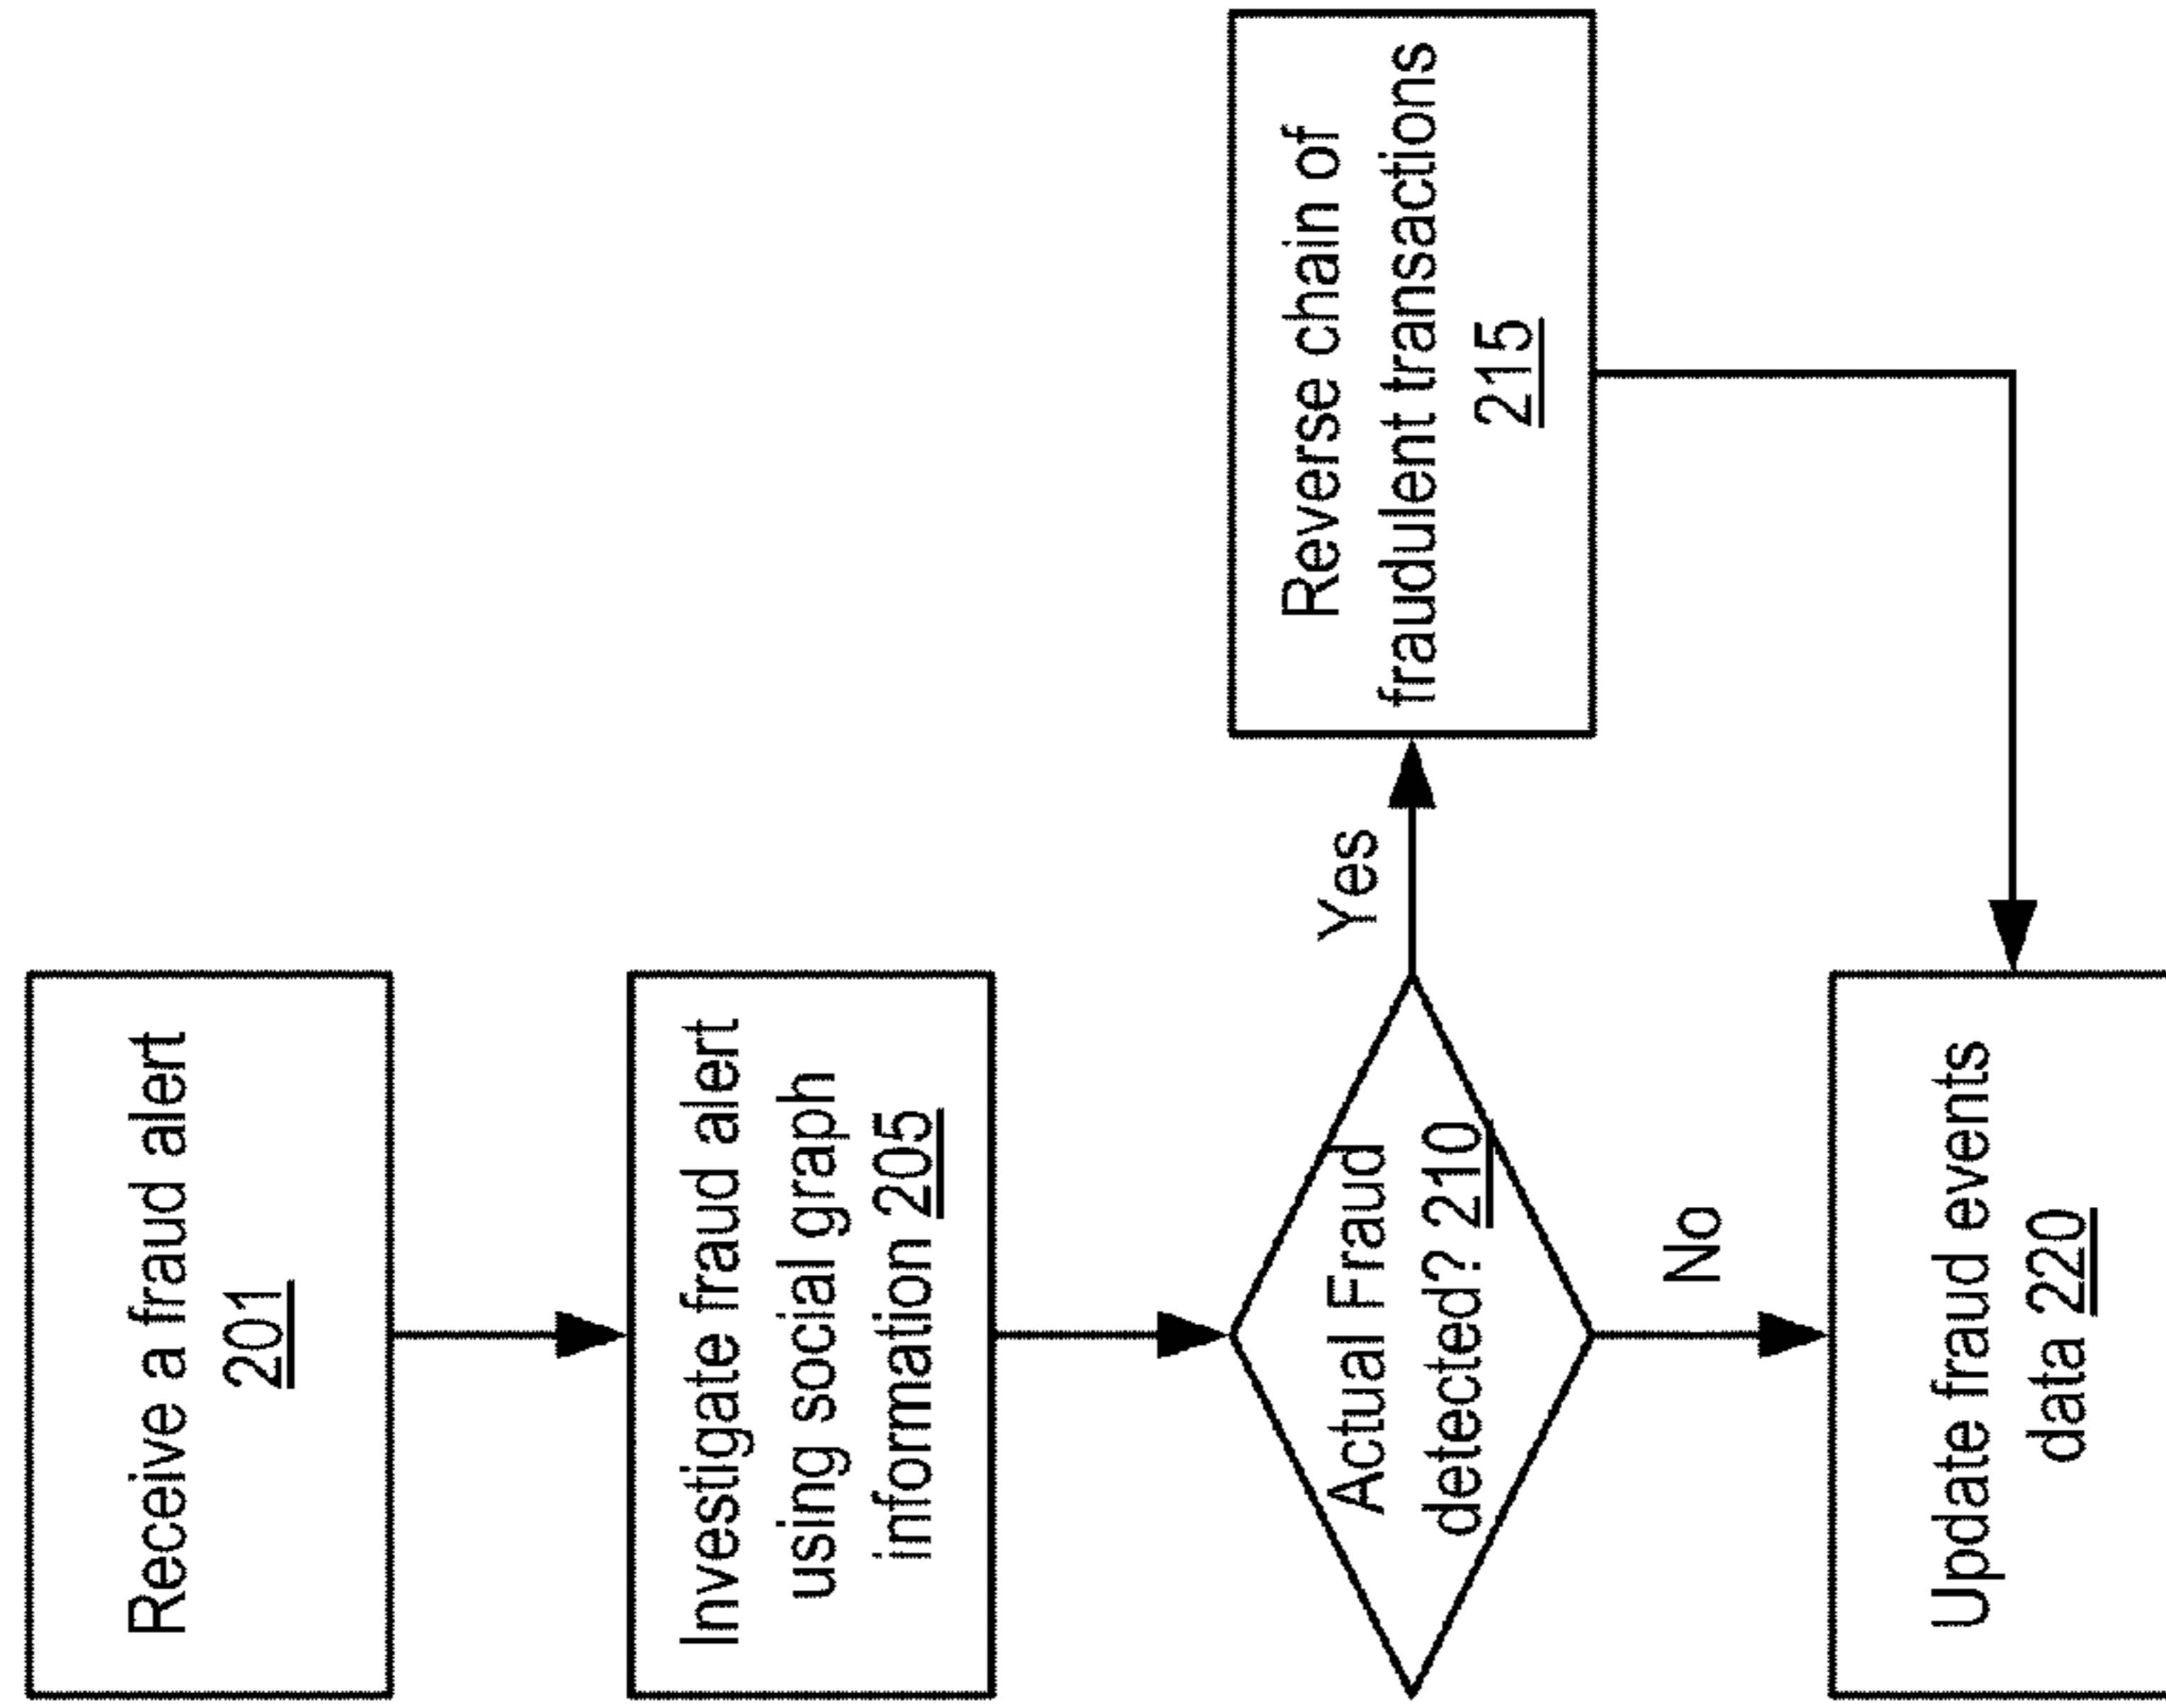 Receive a fraud alert
201
Investigate fraud alert
using social graph
information 205
Actual Fraud
detected? 210
Yes
Reverse chain of
fraudulent transactions
215
No
Update fraud events
data 220